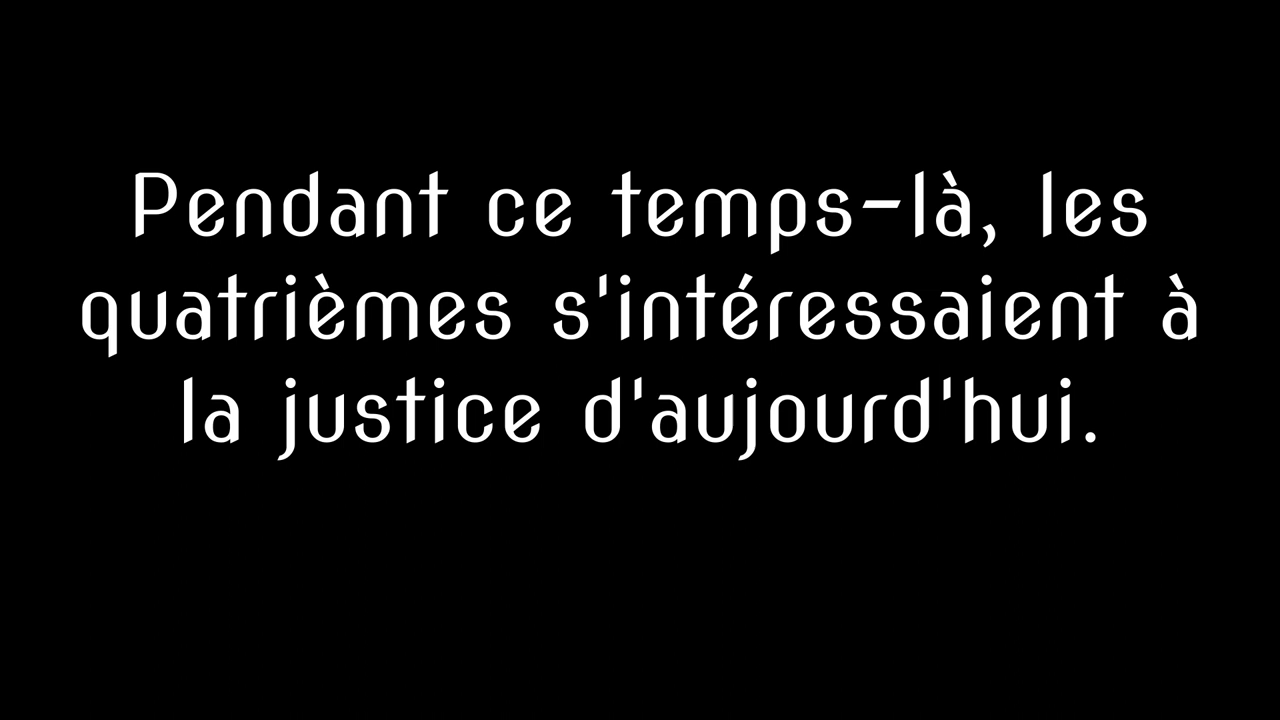 Pendant ce temps-là, les
quatrièmes s'intéressaient à
la justice d'aujourd'hui.